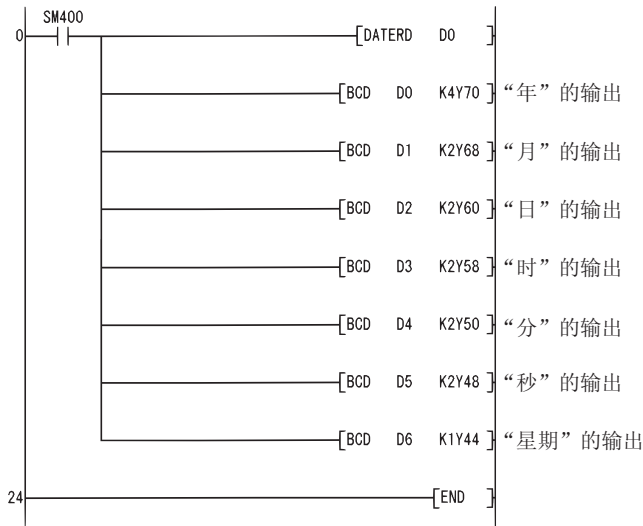 SM400
0 [DATERD D0 ]
[BCD D0 K4Y70 ] “年”的输出
[BCD D1 K2Y68 ] “月”的输出
[BCD D2 K2Y60 ] “日”的输出
[BCD D3 K2Y58 ] “时”的输出
[BCD D4 K2Y50 ] “分”的输出
[BCD D5 K2Y48 ] “秒”的输出
[BCD D6 K1Y44 ] “星期”的输出
24 [END ]